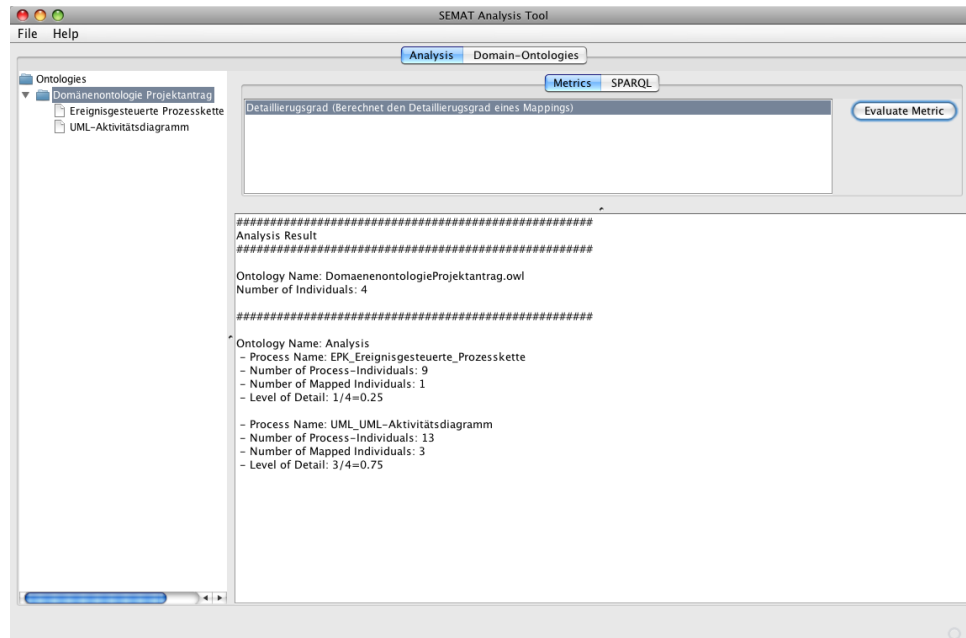 SEMAT Analysis Tool
File Help
Analysis Domain-Ontologies
Ontologies
Domänenontologie Projektantrag
Ereignisgesteuerte Prozesskette
UML-Aktivitätsdiagramm
Metrics SPARQL
Detaillierugsgrad (Berechnet den Detaillierugsgrad eines Mappings)
Evaluate Metric
#####################################################
Analysis Result
#####################################################
Ontology Name: DomaenenontologieProjektantrag.owl
Number of Individuals: 4
#####################################################
Ontology Name: Analysis
- Process Name: EPK_Ereignisgesteuerte_Prozesskette
- Number of Process-Individuals: 9
- Number of Mapped Individuals: 1
- Level of Detail: 1/4=0.25
- Process Name: UML_UML-Aktivitätsdiagramm
- Number of Process-Individuals: 13
- Number of Mapped Individuals: 3
- Level of Detail: 3/4=0.75